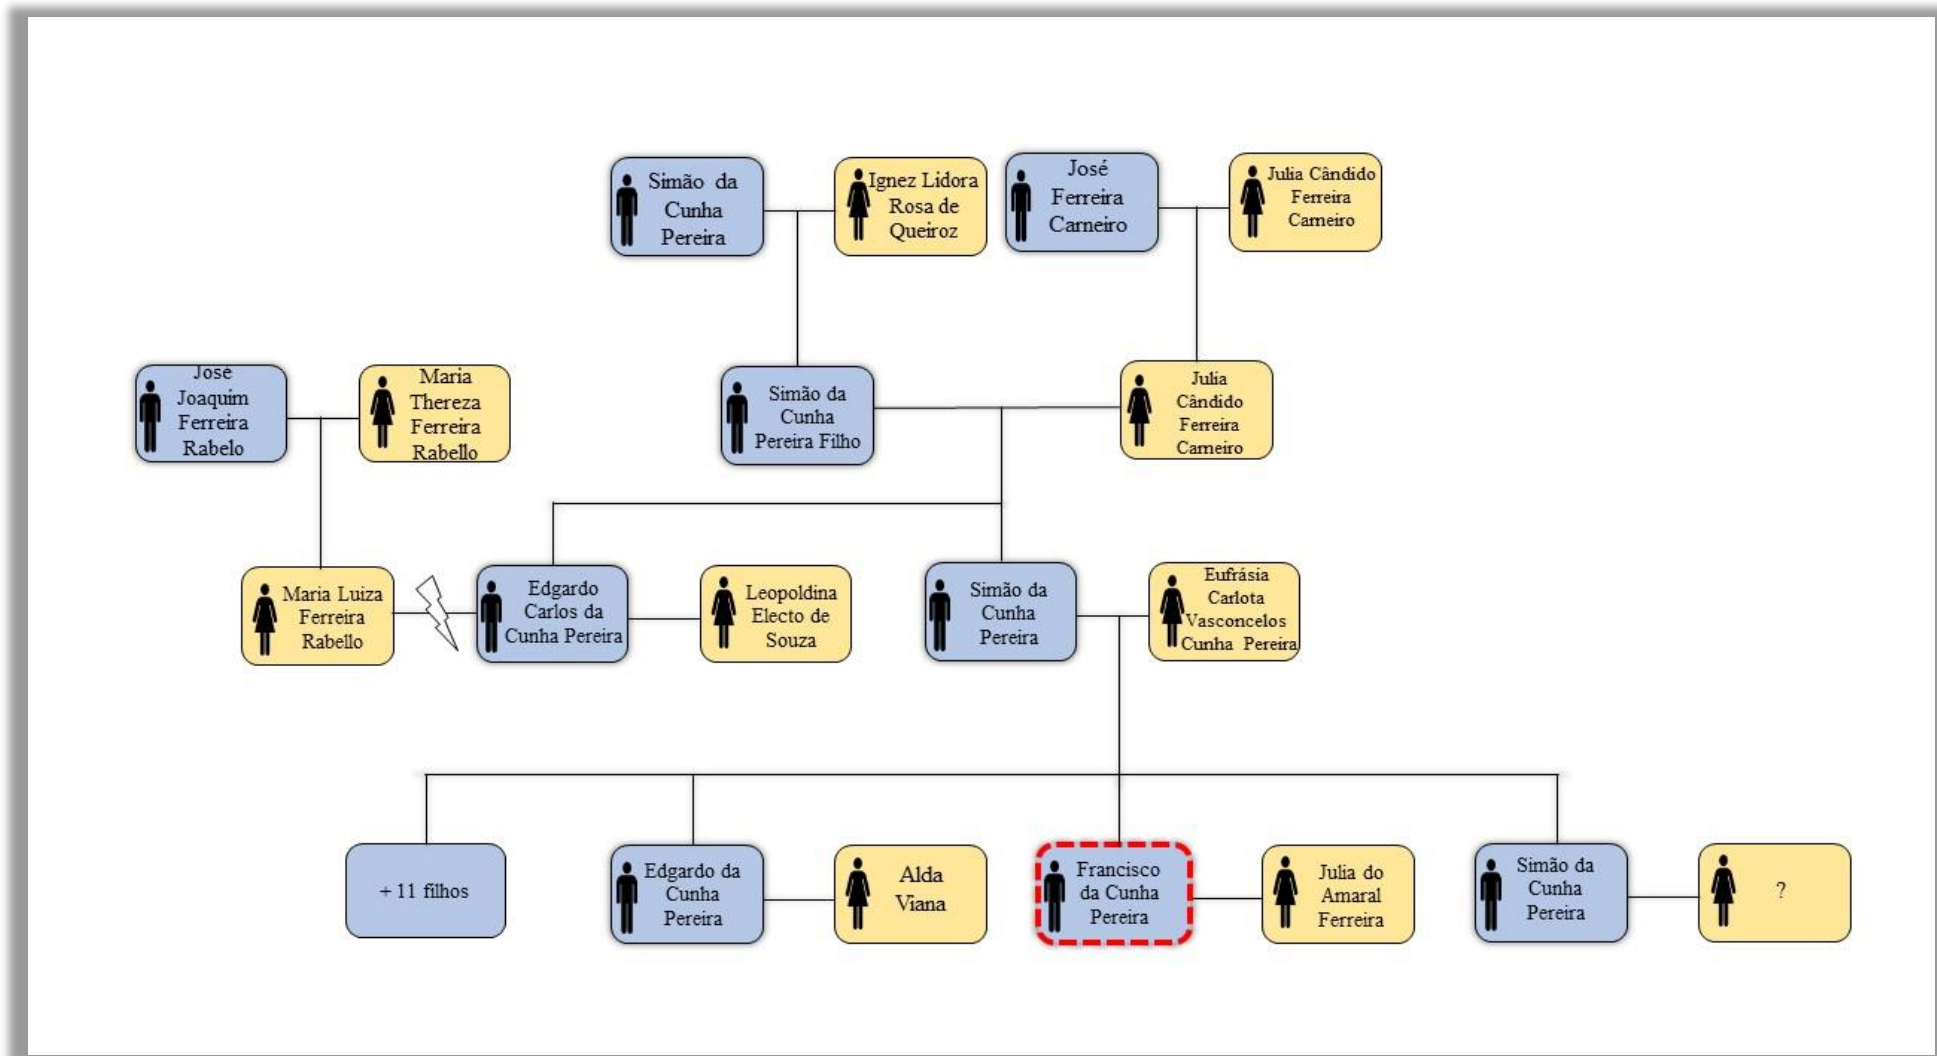 Simão da
Cunha
Pereira
Ignez Lidora
Rosa de
Queiroz
José
Ferreira
Carneiro
Julia Cândido
Ferreira
Carneiro
José
Joaquim
Ferreira
Rabelo
Maria
Thereza
Ferreira
Rabello
Simão da
Cunha
Pereira Filho
Julia
Cândido
Ferreira
Carneiro
Maria Luiza
Ferreira
Rabello
Edgardo
Carlos da
Cunha Pereira
Leopoldina
Electo de
Souza
Simão da
Cunha
Pereira
Eufrásia
Carlota
Vasconcelos
Cunha Pereira
+ 11 filhos
Edgardo da
Cunha
Pereira
Alda
Viana
Francisco
da Cunha
Pereira
Julia do
Amaral
Ferreira
Simão da
Cunha
Pereira
?